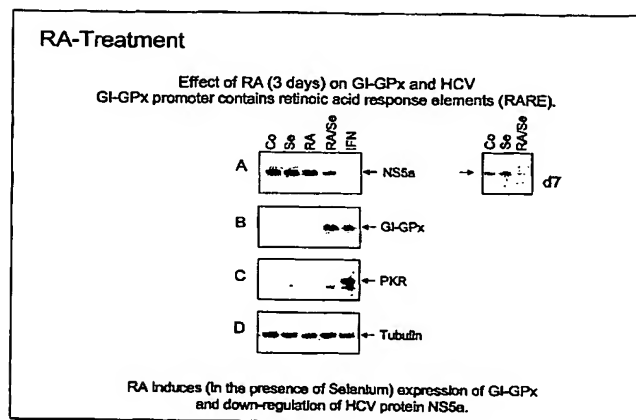 RA-Treatment
Effect of RA (3 days) on GI-GPx and HCV
GI-GPx promoter contains retinoic acid response elements (RARE).
Co Se RA RA/Se IFN
Co Se RA/Se
A ← NS5a → d7
B ← GI-GPx
C ← PKR
D ← Tubulin
RA induces (in the presence of Selenium) expression of GI-GPx
and down-regulation of HCV protein NS5a.